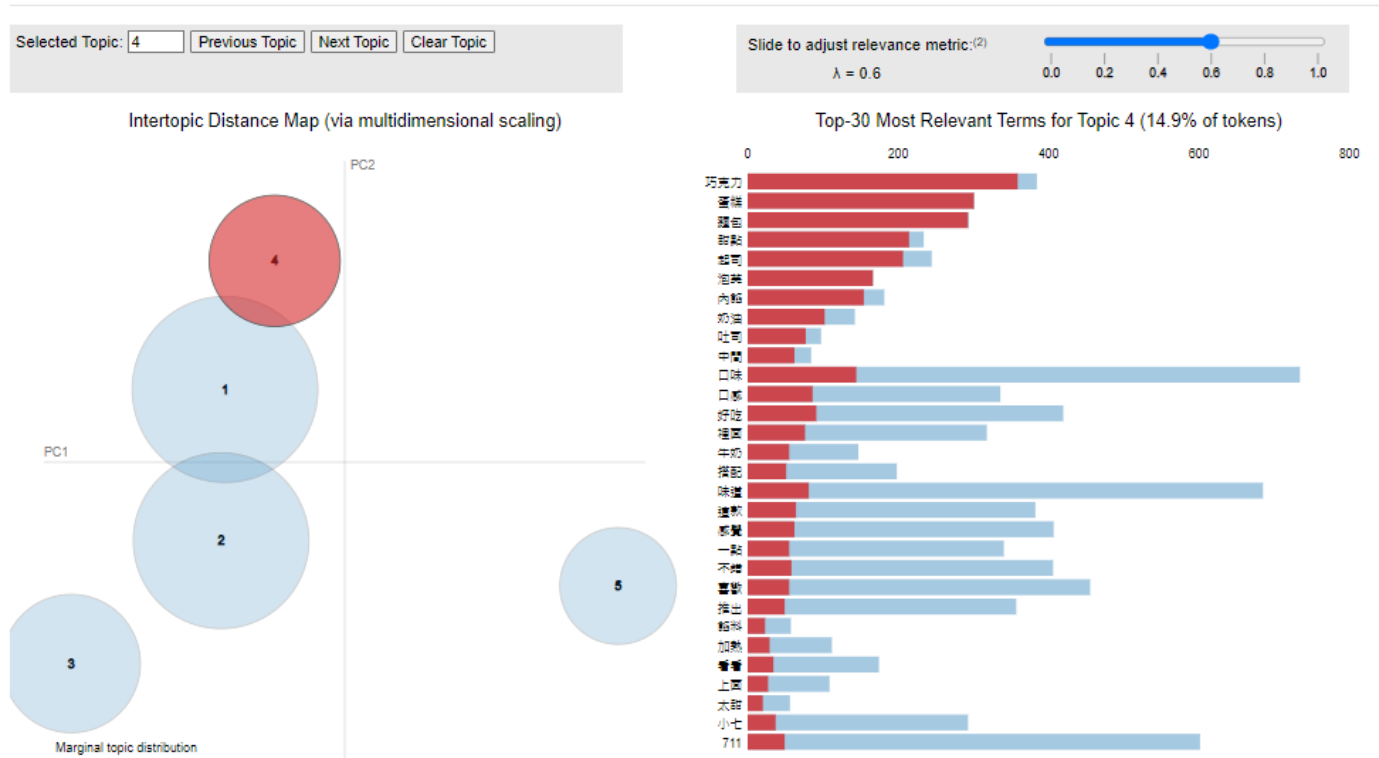 Selected Topic: 4 Previous Topic Next Topic Clear Topic
Slide to adjust relevance metric:(2)
λ = 0.6
0.0 0.2 0.4 0.6 0.8 1.0
Intertopic Distance Map (via multidimensional scaling)
PC2
PC1
4
1
2
5
3
Marginal topic distribution
Top-30 Most Relevant Terms for Topic 4 (14.9% of tokens)
0 200 400 600 800
巧克力
蛋糕
麵包
甜點
起司
泡芙
內餡
奶油
吐司
中間
口味
口感
好吃
裡面
牛奶
搭配
味道
這款
感覺
一點
不錯
喜歡
推出
餡料
加熱
看看
上面
太甜
小七
711